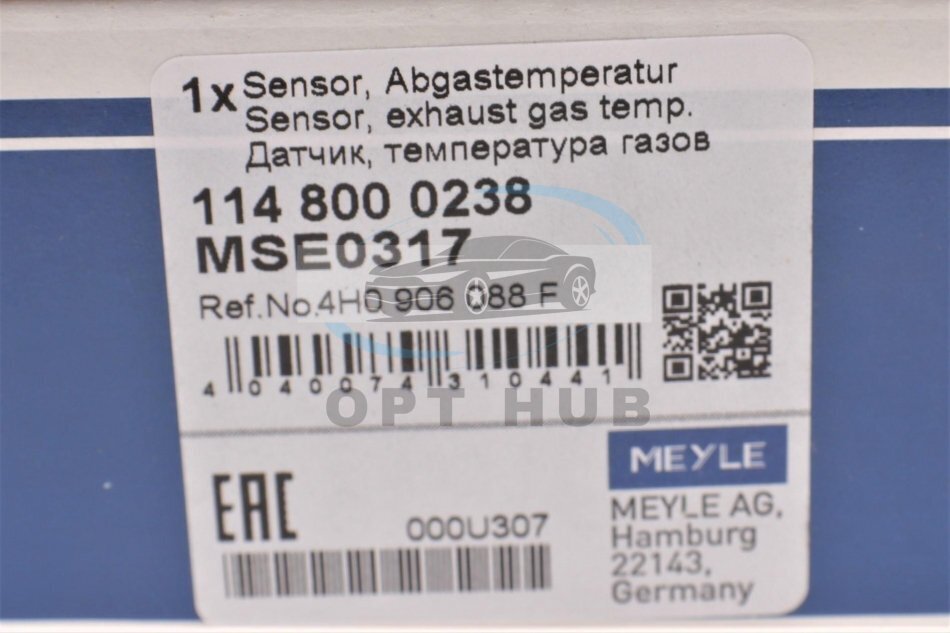 1x Sensor, Abgastemperatur
Sensor, exhaust gas temp.
Датчик, температура газов
114 800 0238
MSE0317
Ref.No.4H0 906 088 F
4 040074 310441
OPT HUB
MEYLE
EAC
000U307
MEYLE AG,
Hamburg
22143,
Germany